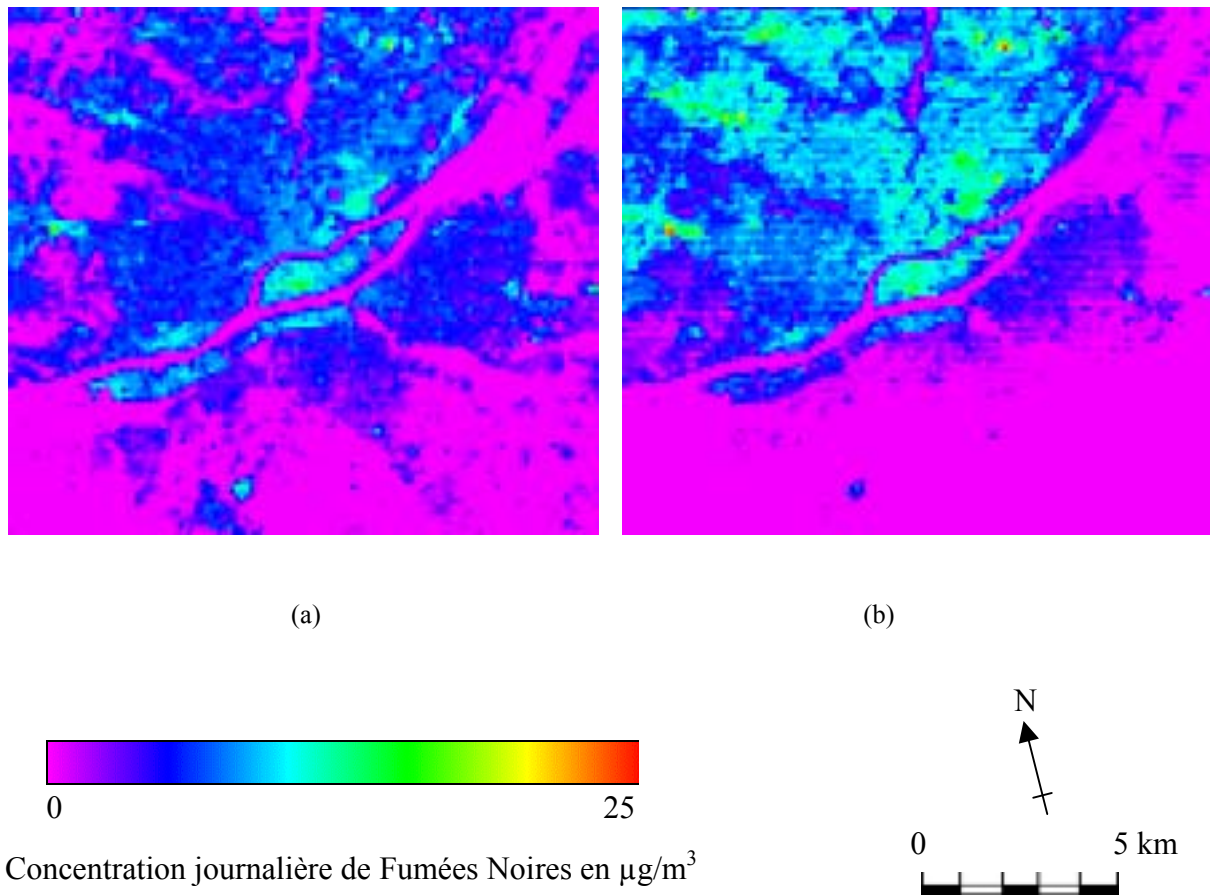 (a)
(b)
N
0 25
0 5 km
Concentration journalière de Fumées Noires en µg/m³